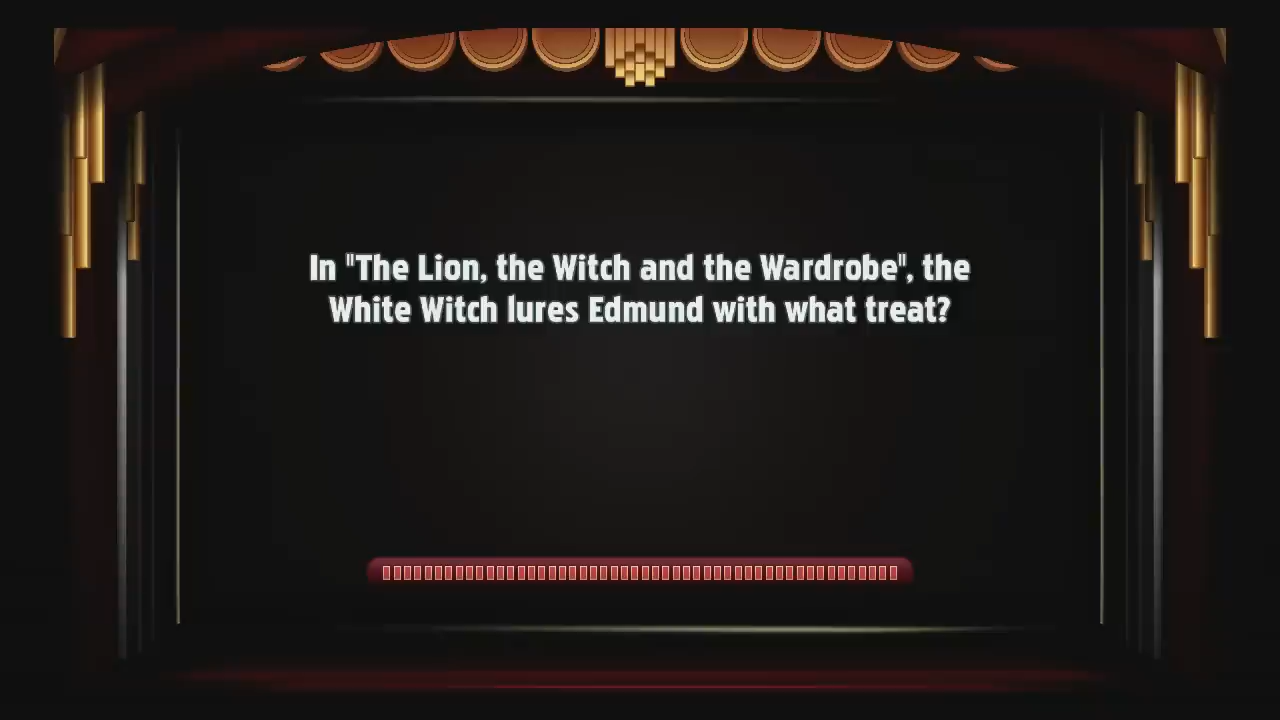 In "The Lion, the Witch and the Wardrobe", the
White Witch lures Edmund with what treat?